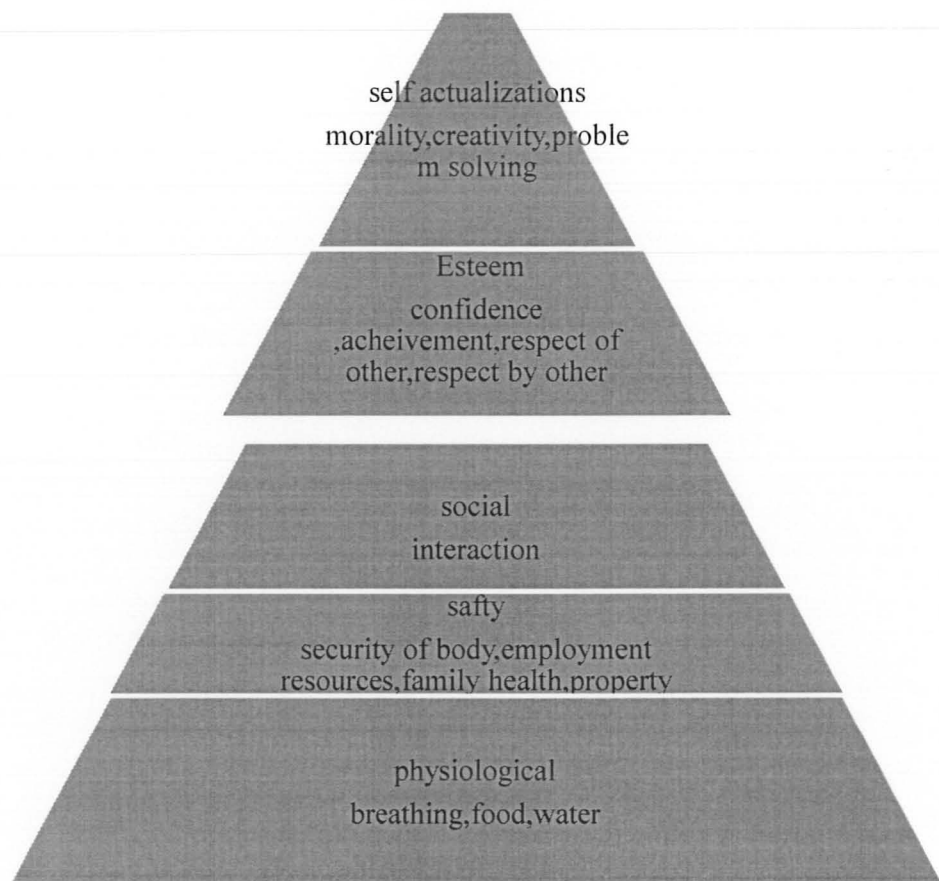 self actualizations
morality,creativity,proble
m solving
Esteem
confidence
,acheivement,respect of
other,respect by other
social
interaction
safty
security of body,employment
resources,family health,property
physiological
breathing,food,water